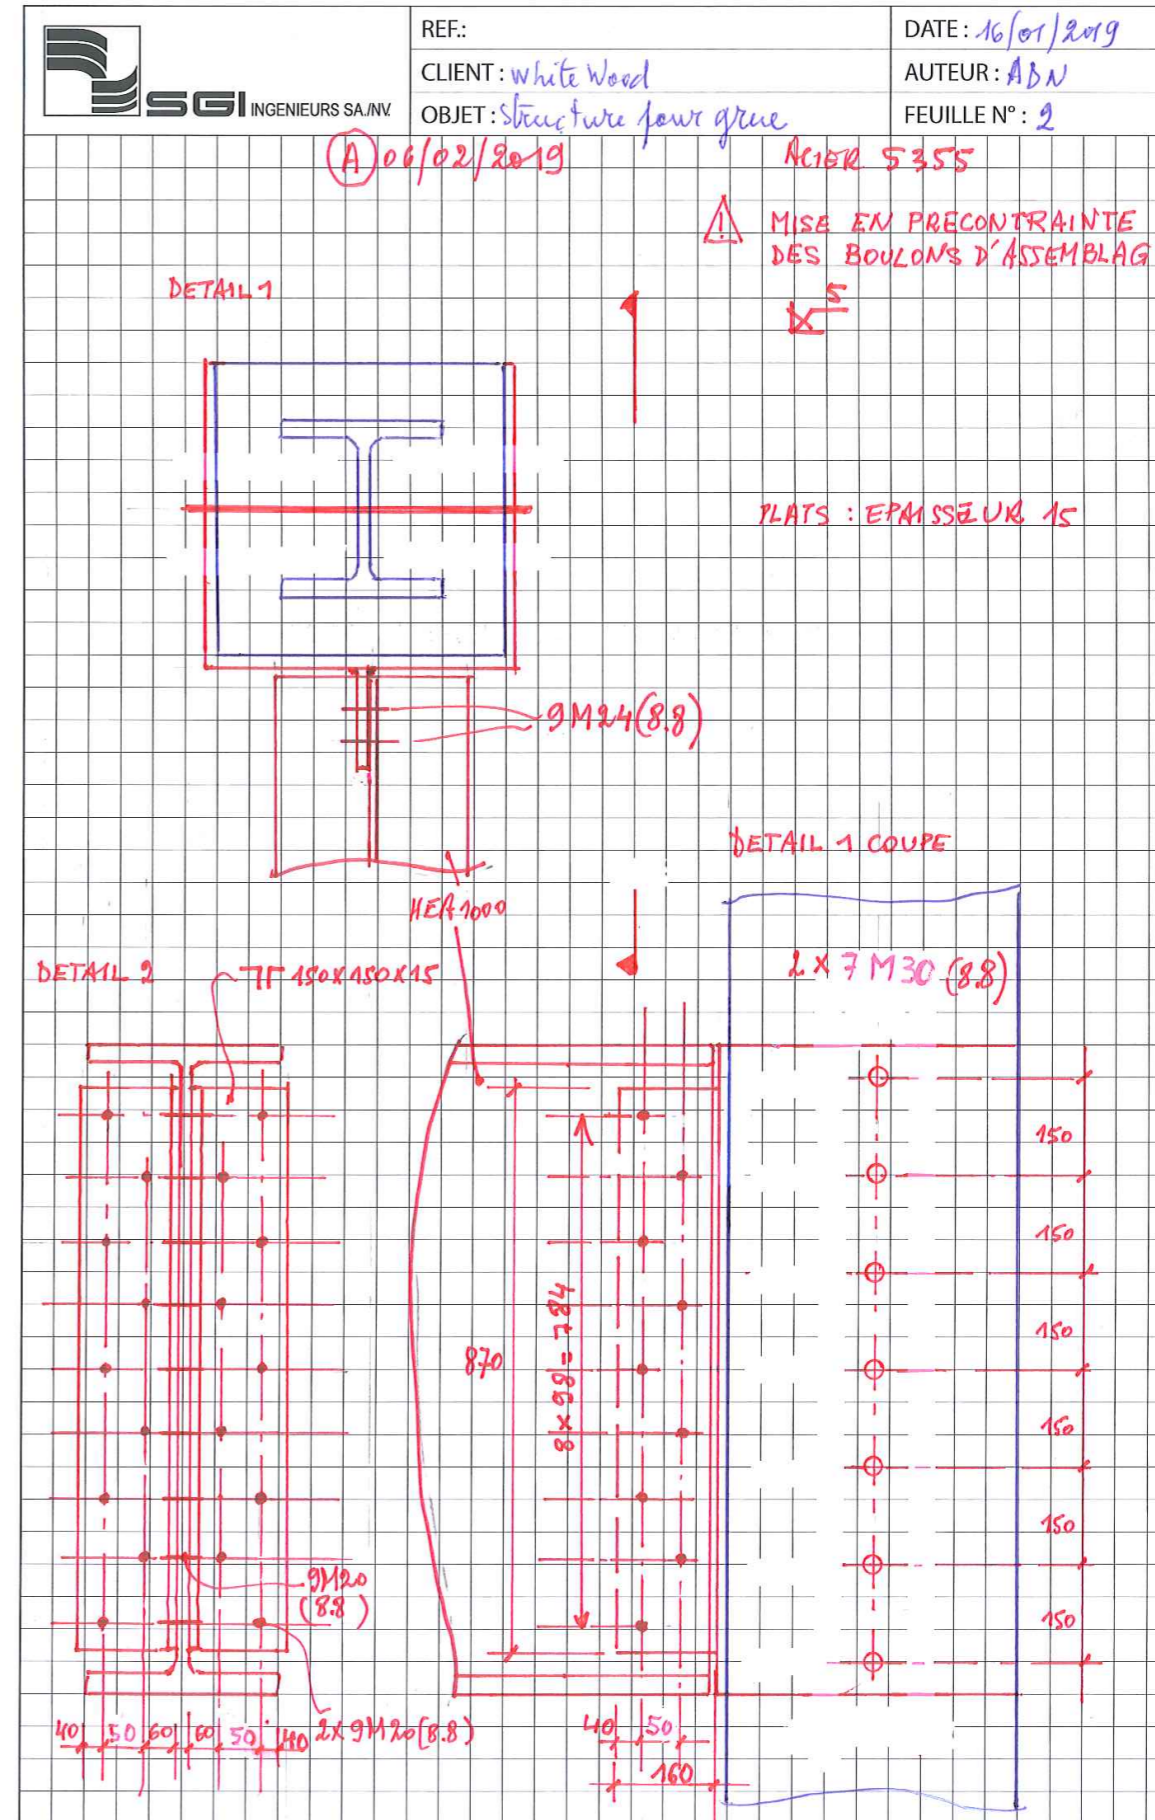 SGI INGENIEURS SA./NV.
REF.:
CLIENT : White Wood
OBJET : Structure pour grue
DATE : 16/01/2019
AUTEUR : ADN
FEUILLE N° : 2
A 06/02/2019
ACIER S355
! MISE EN PRECONTRAINTE
DES BOULONS D'ASSEMBLAG
5
DETAIL 1
PLATS : EPAISSEUR 15
9M24(8.8)
DETAIL 1 COUPE
HEA1000
2 x 7 M30 (8.8)
DETAIL 2
150x150x15
150
150
150
150
150
150
870
8 x 98 = 784
9M20
(8.8)
2x9M20(8.8)
40 50 60 60 50 40
40 50
160